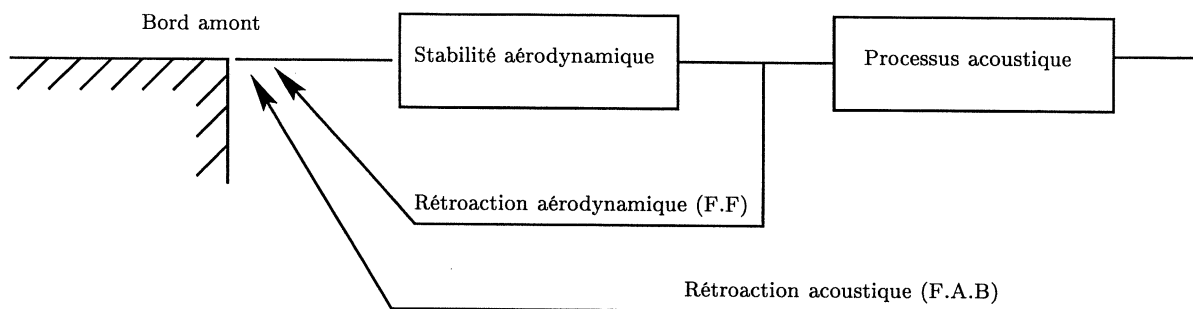 Bord amont
Stabilité aérodynamique
Processus acoustique
Rétroaction aérodynamique (F.F)
Rétroaction acoustique (F.A.B)